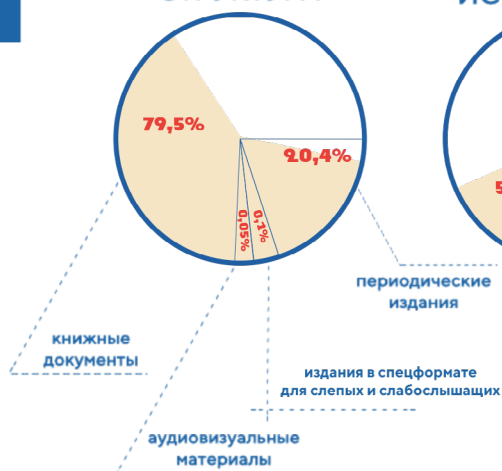 79,5%
20,4%
0,05%
0,1%
периодические
издания
книжные
документы
издания в спецформате
для слепых и слабослышащих
аудиовизуальные
материалы